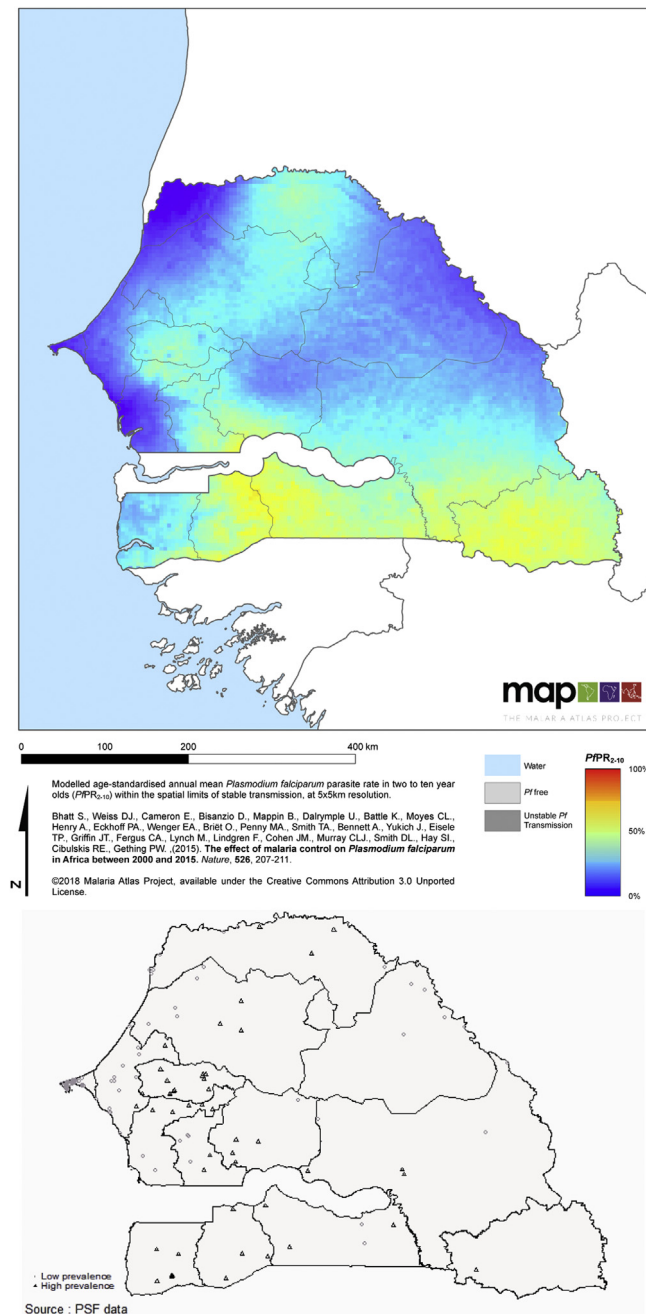 map
THE MALARIA ATLAS PROJECT
0 100 200 400 km
Water
Pf free
Unstable Pf
Transmission
PfPR2-10
100%
50%
0%
Modelled age-standardised annual mean Plasmodium falciparum parasite rate in two to ten year
olds (PfPR2-10) within the spatial limits of stable transmission, at 5x5km resolution.
Bhatt S., Weiss DJ., Cameron E., Bisanzio D., Mappin B., Dalrymple U., Battle K., Moyes CL.,
Henry A., Eckhoff PA., Wenger EA., Briët O., Penny MA., Smith TA., Bennett A., Yukich J., Eisele
TP., Griffin JT., Fergus CA., Lynch M., Lindgren F., Cohen JM., Murray CLJ., Smith DL., Hay SI.,
Cibulskis RE., Gething PW. ,(2015). The effect of malaria control on Plasmodium falciparum
in Africa between 2000 and 2015. Nature, 526, 207-211.
©2018 Malaria Atlas Project, available under the Creative Commons Attribution 3.0 Unported
License.
N
Low prevalence
High prevalence
Source : PSF data